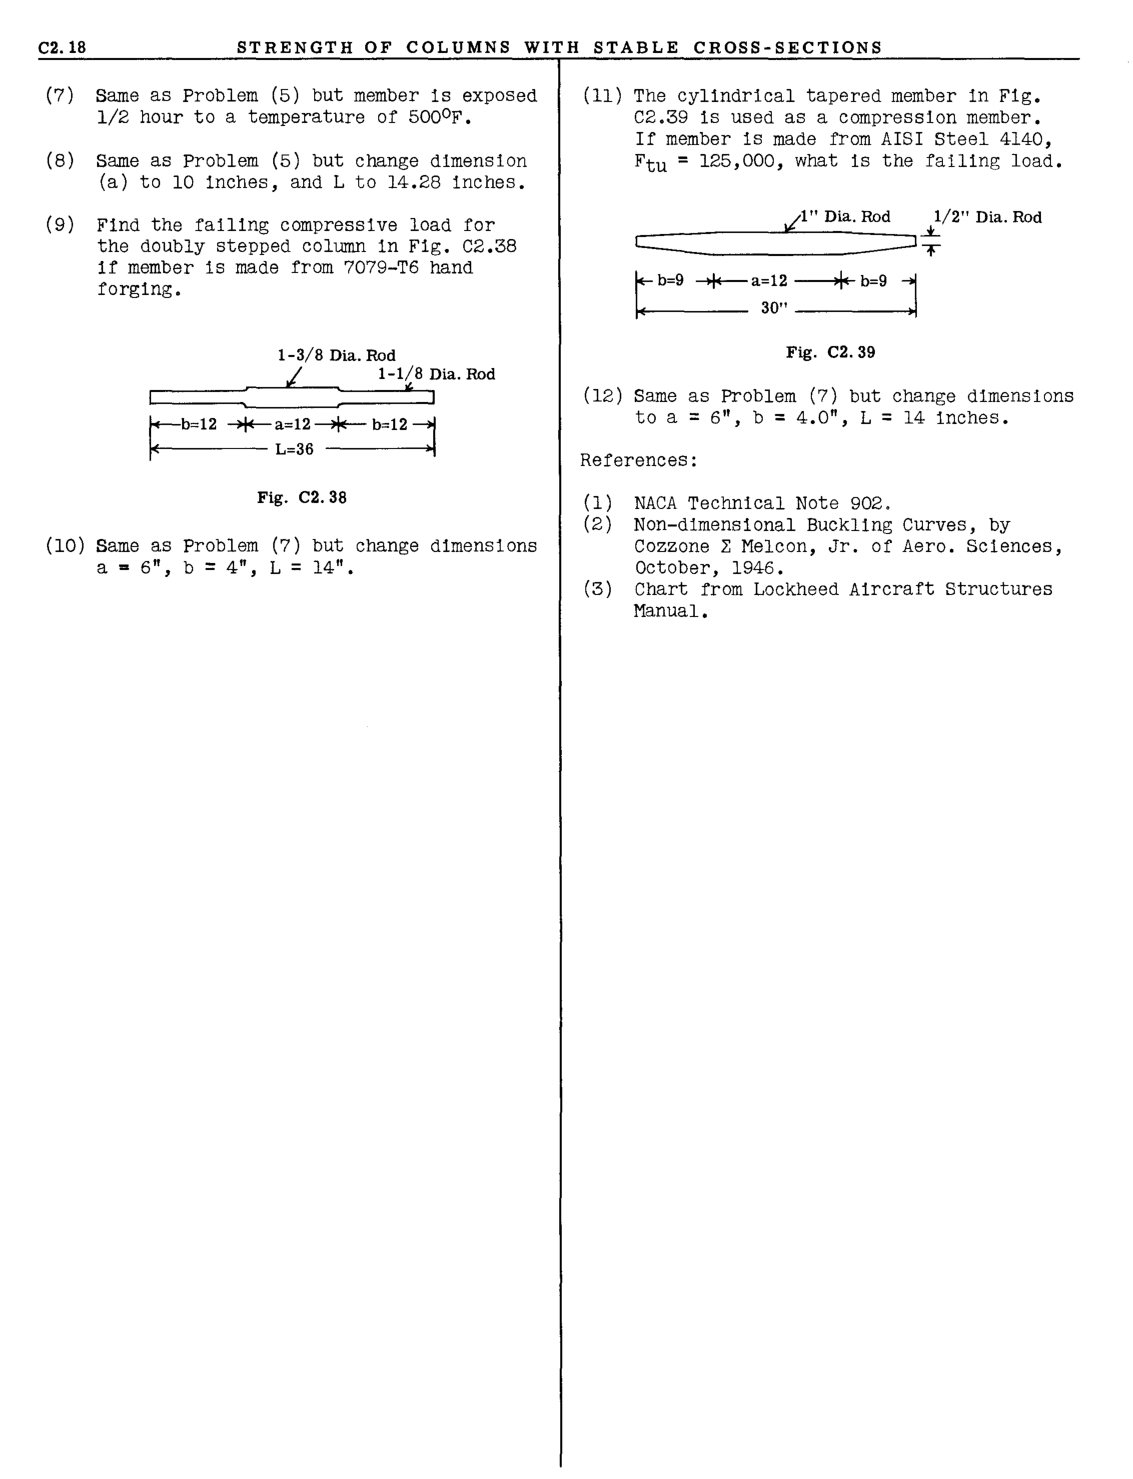 C2.18 STRENGTH OF COLUMNS WITH STABLE CROSS-SECTIONS
(7) Same as Problem (5) but member is exposed
1/2 hour to a temperature of 500°F.
(8) Same as Problem (5) but change dimension
(a) to 10 inches, and L to 14.28 inches.
(9) Find the failing compressive load for
the doubly stepped column in Fig. C2.38
if member is made from 7079-T6 hand
forging.
1-3/8 Dia. Rod
1-1/8 Dia. Rod
b=12 a=12 b=12
L=36
Fig. C2.38
(10) Same as Problem (7) but change dimensions
a = 6", b = 4", L = 14".
(11) The cylindrical tapered member in Fig.
C2.39 is used as a compression member.
If member is made from AISI Steel 4140,
Ftu = 125,000, what is the failing load.
1" Dia. Rod 1/2" Dia. Rod
b=9 a=12 b=9
30"
Fig. C2.39
(12) Same as Problem (7) but change dimensions
to a = 6", b = 4.0", L = 14 inches.
References:
(1) NACA Technical Note 902.
(2) Non-dimensional Buckling Curves, by
Cozzone Σ Melcon, Jr. of Aero. Sciences,
October, 1946.
(3) Chart from Lockheed Aircraft Structures
Manual.